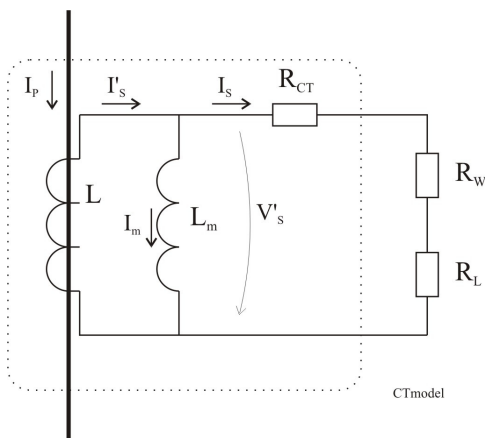 I_P
I'_S
I_S
R_CT
L
I_m
L_m
V'_S
R_W
R_L
CTmodel